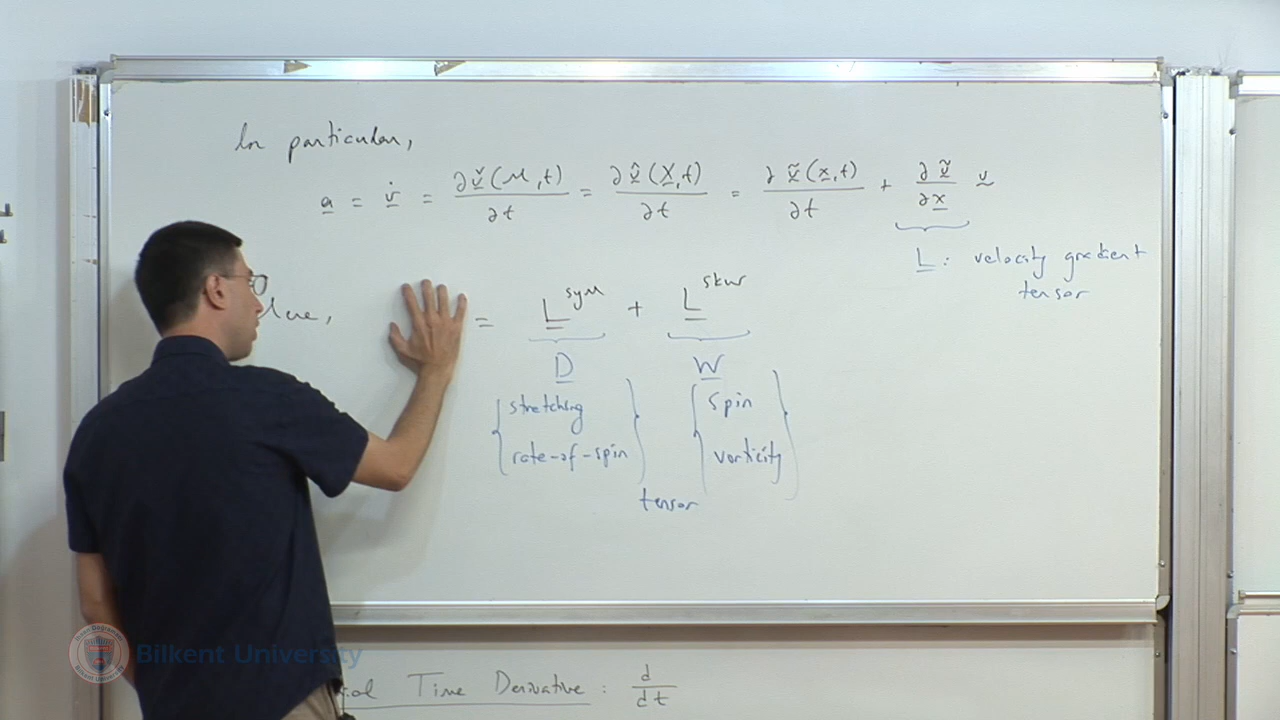 In particular,
a = v̇ = ∂v̌(M,t)/∂t = ∂v̂(X,t)/∂t = ∂ṽ(x,t)/∂t + ∂ṽ/∂x v
L: velocity gradient
tensor
= L^sym + L^skw
D W
stretching spin
rate-of-spin vorticity
tensor
Bilkent University
Time Derivative: d/dt